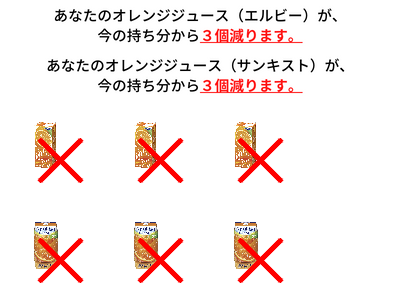 あなたのオレンジジュース（エルビー）が、
今の持ち分から３個減ります。
あなたのオレンジジュース（サンキスト）が、
今の持ち分から３個減ります。